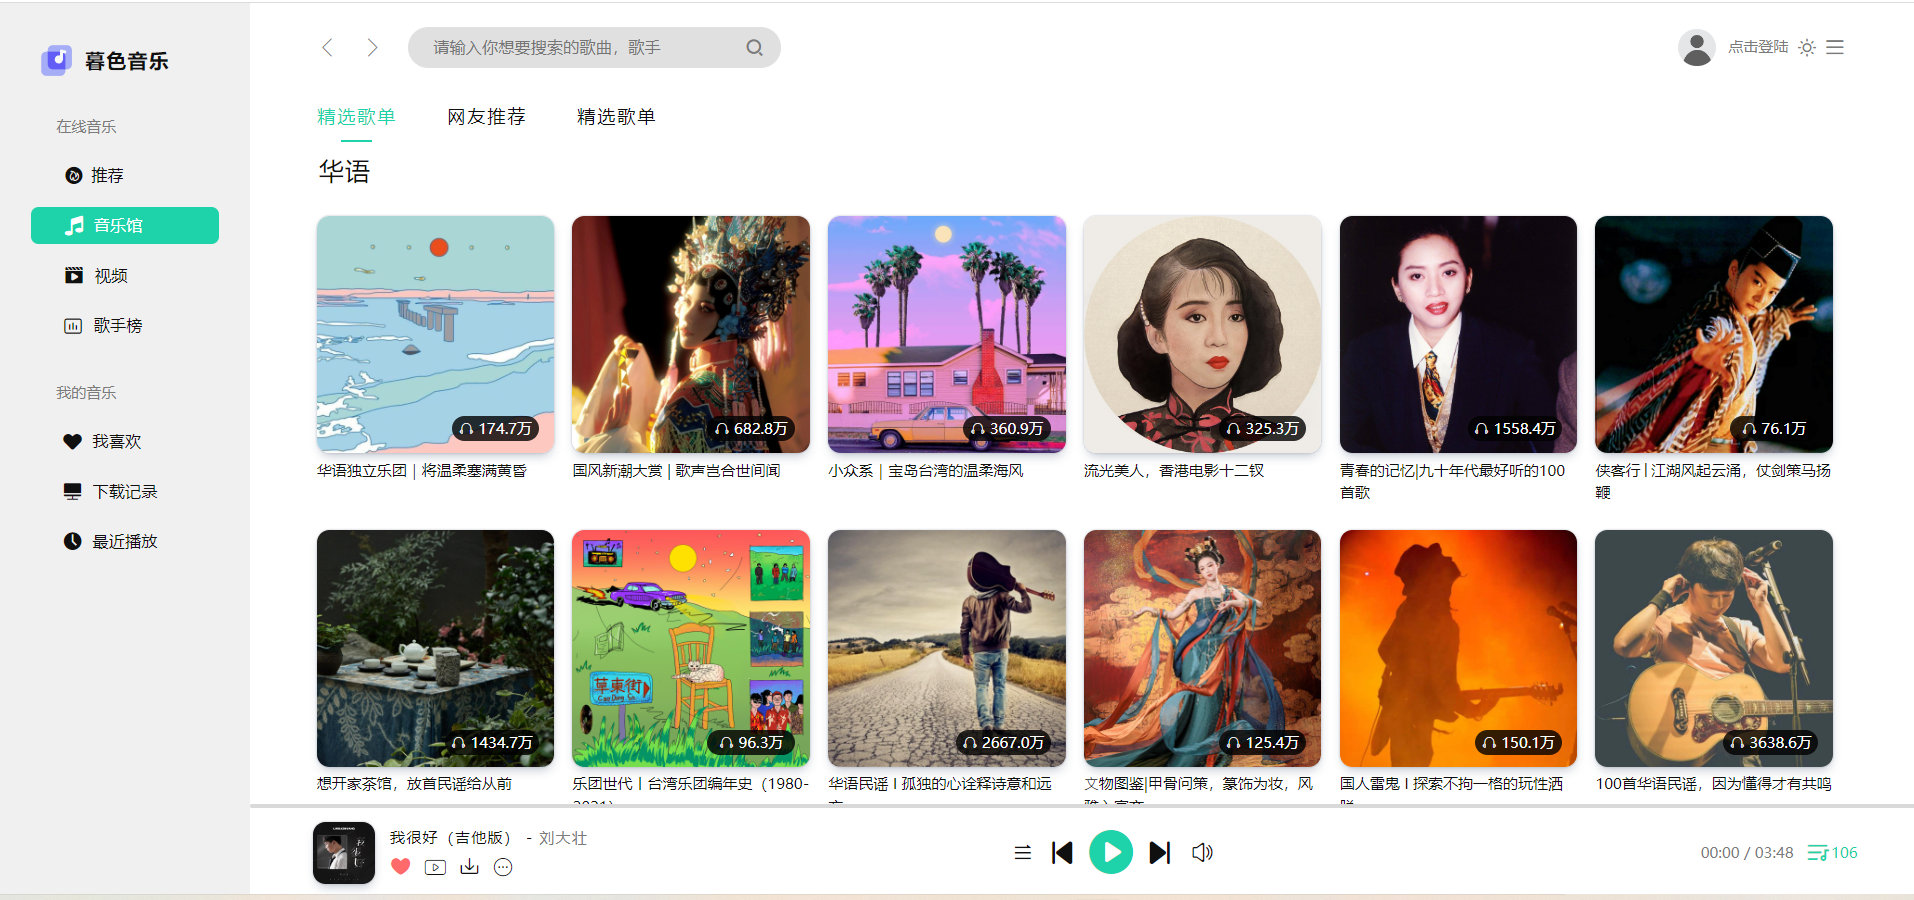 暮色音乐
请输入你想要搜索的歌曲，歌手
点击登陆
在线音乐
推荐
音乐馆
视频
歌手榜
我的音乐
我喜欢
下载记录
最近播放
精选歌单
网友推荐
精选歌单
华语
174.7万
682.8万
360.9万
325.3万
1558.4万
76.1万
华语独立乐团 | 将温柔塞满黄昏
国风新潮大赏 | 歌声岂合世间闻
小众系 | 宝岛台湾的温柔海风
流光美人，香港电影十二钗
青春的记忆|九十年代最好听的100
首歌
侠客行 | 江湖风起云涌，仗剑策马扬
鞭
草東街
1434.7万
96.3万
2667.0万
125.4万
150.1万
3638.6万
想开家茶馆，放首民谣给从前
乐团世代丨台湾乐团编年史（1980-
华语民谣 I 孤独的心诠释诗意和远
文物图鉴|甲骨问策，篆饰为妆，风
国人雷鬼 I 探索不拘一格的玩性洒
100首华语民谣，因为懂得才有共鸣
我很好（吉他版） - 刘大壮
00:00 / 03:48
106